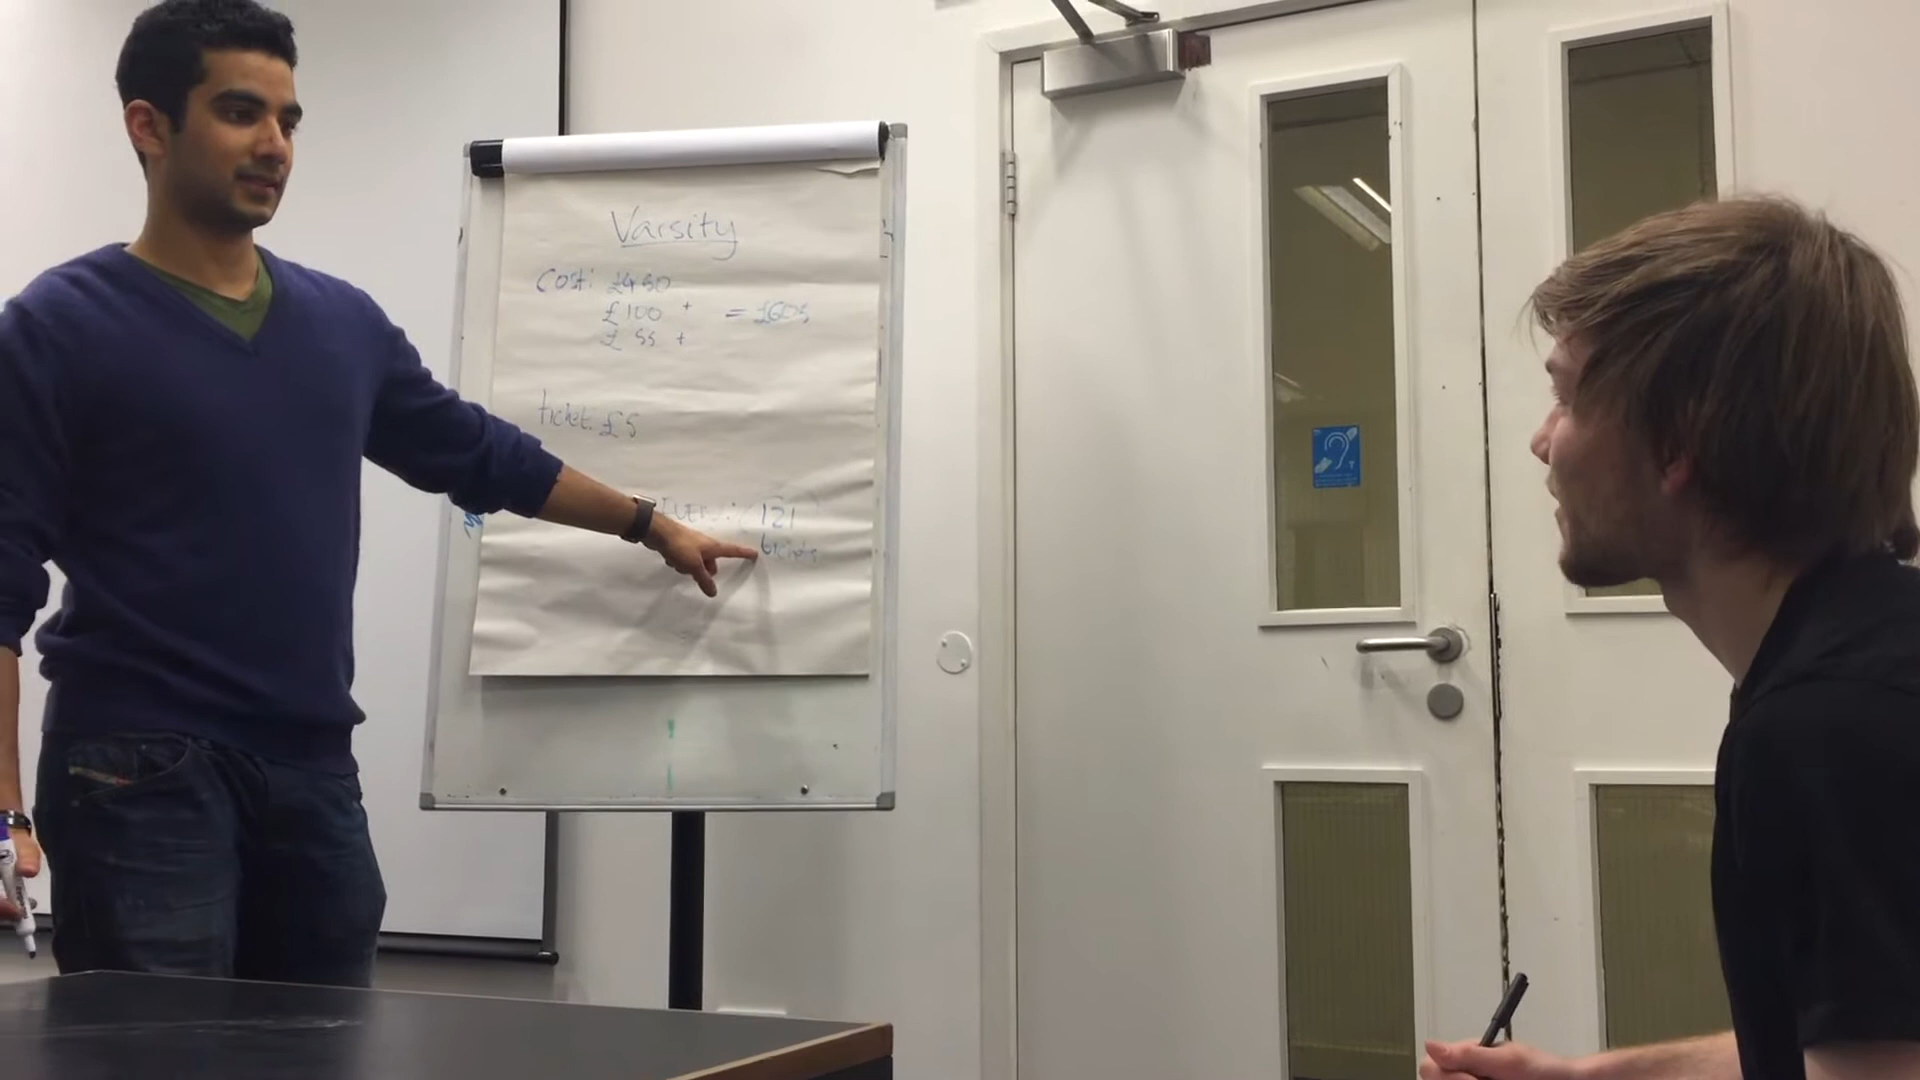 Varsity
Cost: £450
£100 + = £605
£ 55 +
ticket: £5
121
tickets